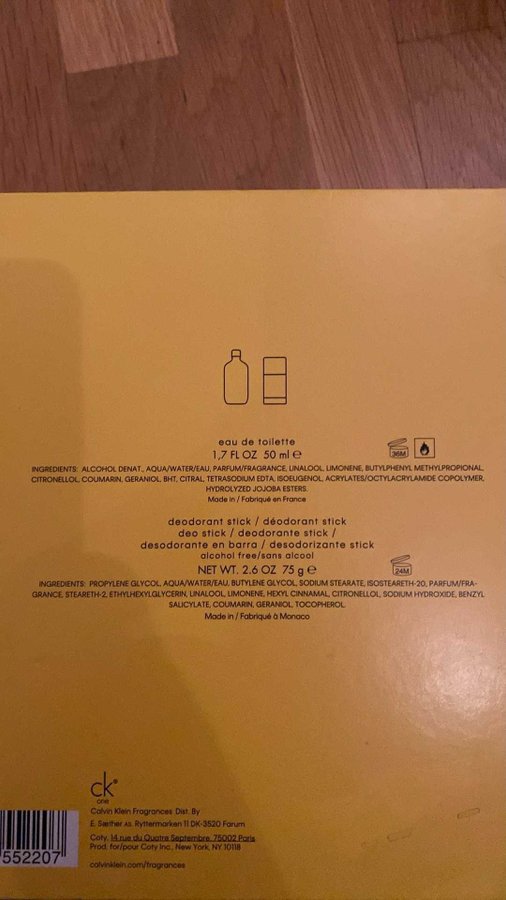 eau de toilette
1,7 FL OZ 50 ml ℮
36M
INGREDIENTS: ALCOHOL DENAT., AQUA/WATER/EAU, PARFUM/FRAGRANCE, LINALOOL, LIMONENE, BUTYLPHENYL METHYLPROPIONAL,
CITRONELLOL, COUMARIN, GERANIOL, BHT, CITRAL, TETRASODIUM EDTA, ISOEUGENOL, ACRYLATES/OCTYLACRYLAMIDE COPOLYMER,
HYDROLYZED JOJOBA ESTERS.
Made in / Fabriqué en France
deodorant stick / déodorant stick
deo stick / deodorante stick /
desodorante en barra / desodorizante stick
alcohol free/sans alcool
NET WT. 2.6 OZ 75 g ℮
24M
INGREDIENTS: PROPYLENE GLYCOL, AQUA/WATER/EAU, BUTYLENE GLYCOL, SODIUM STEARATE, ISOSTEARETH-20, PARFUM/FRA-
GRANCE, STEARETH-2, ETHYLHEXYLGLYCERIN, LINALOOL, LIMONENE, HEXYL CINNAMAL, CITRONELLOL, SODIUM HYDROXIDE, BENZYL
SALICYLATE, COUMARIN, GERANIOL, TOCOPHEROL.
Made in / Fabriqué à Monaco
ck®
one
Calvin Klein Fragrances Dist. By
E. Sæther AS. Ryttermarken 11 DK-3520 Farum
Coty, 14 rue du Quatre Septembre, 75002 Paris
Prod. for/pour Coty Inc., New York, NY 10118
552207
calvinklein.com/fragrances